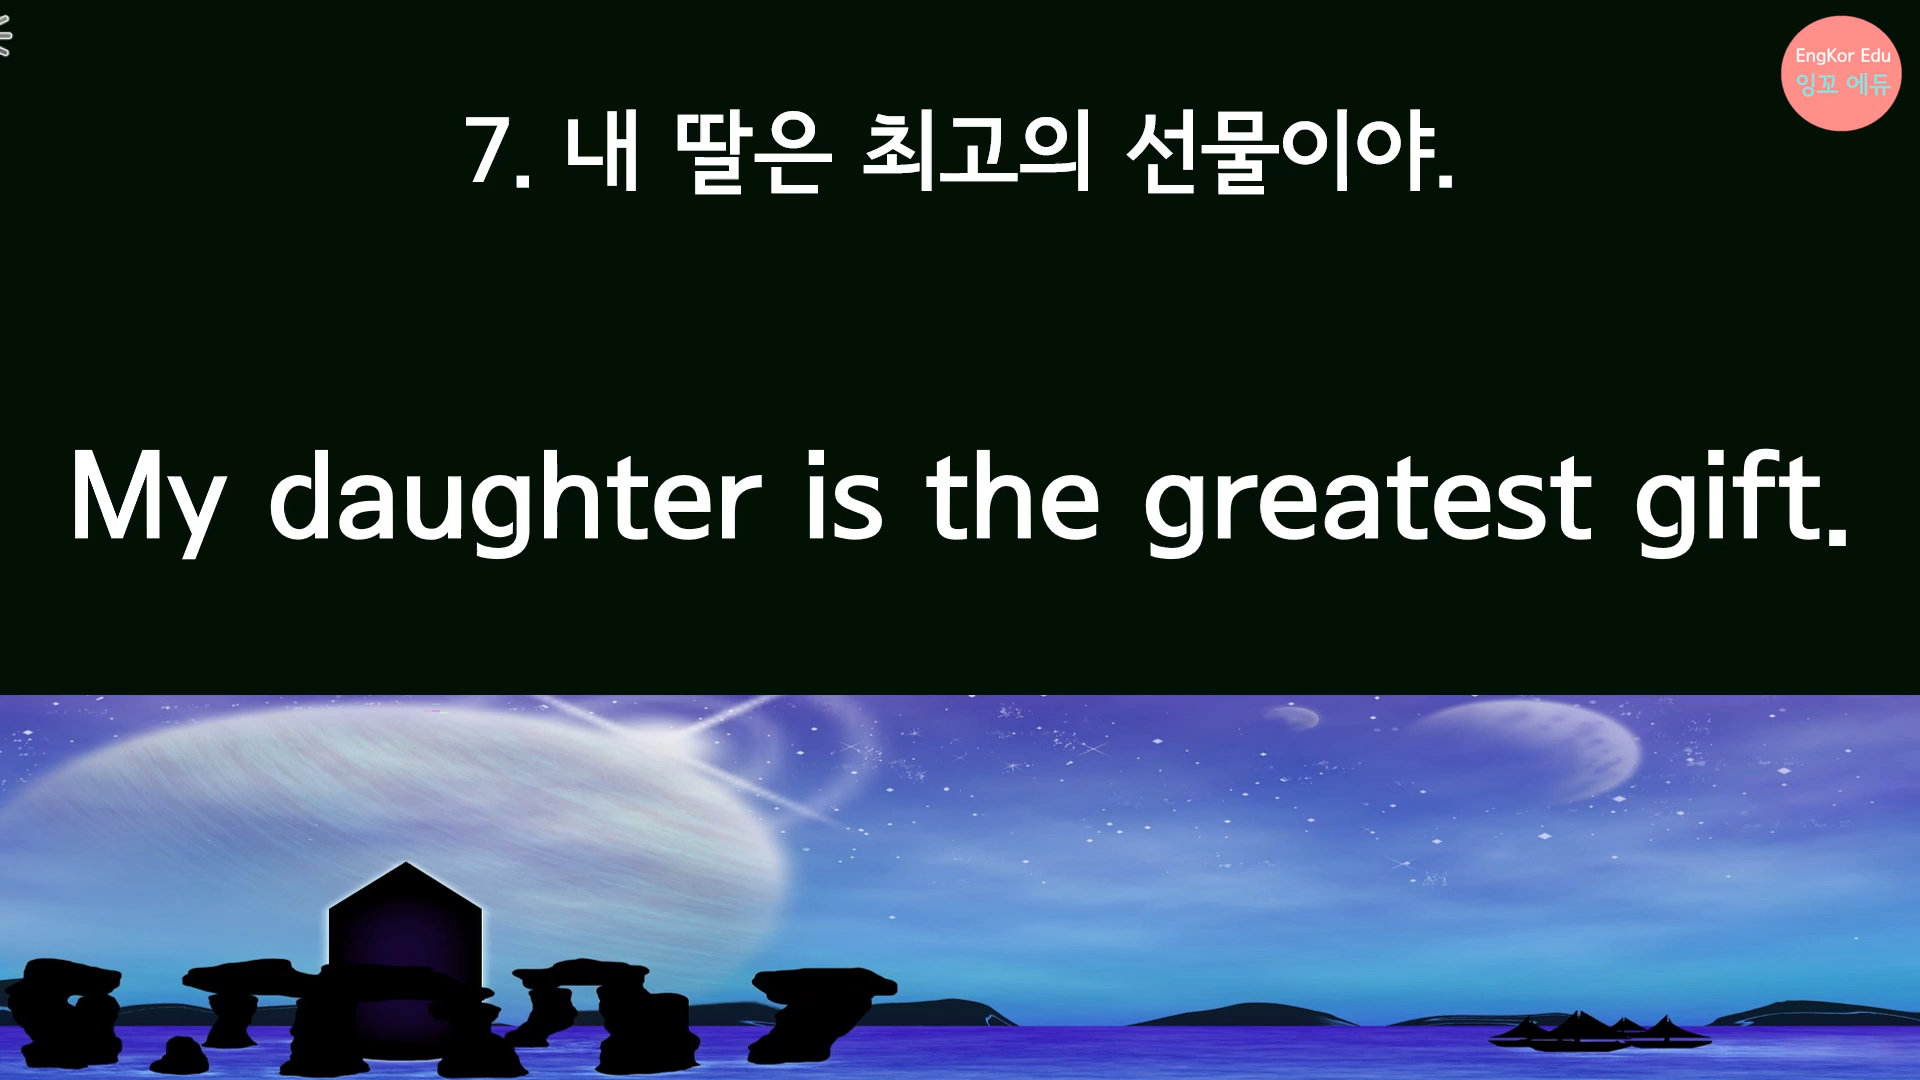 EngKor Edu
잉꼬 에듀
7. 내 딸은 최고의 선물이야.
My daughter is the greatest gift.